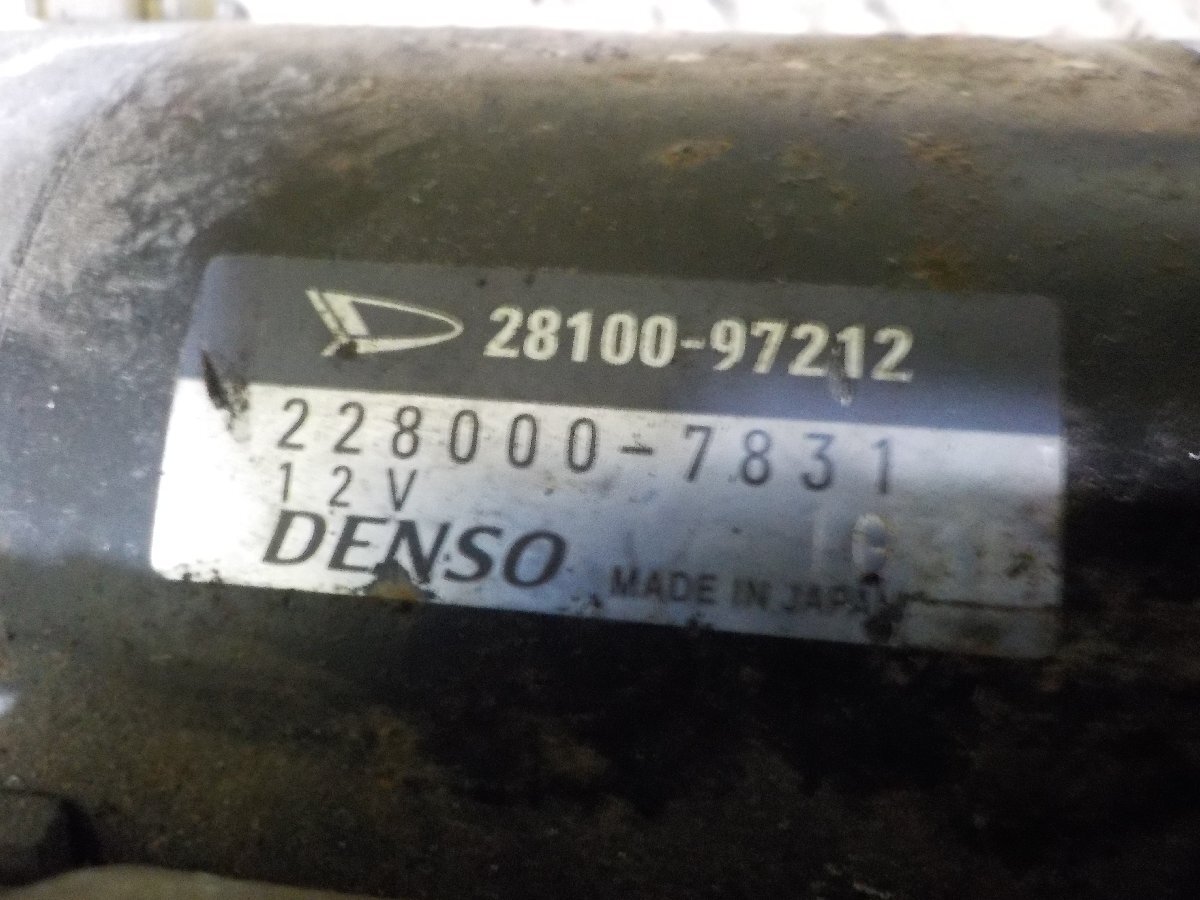 28100-97212
228000-7831
12V
DENSO
MADE IN JAPAN